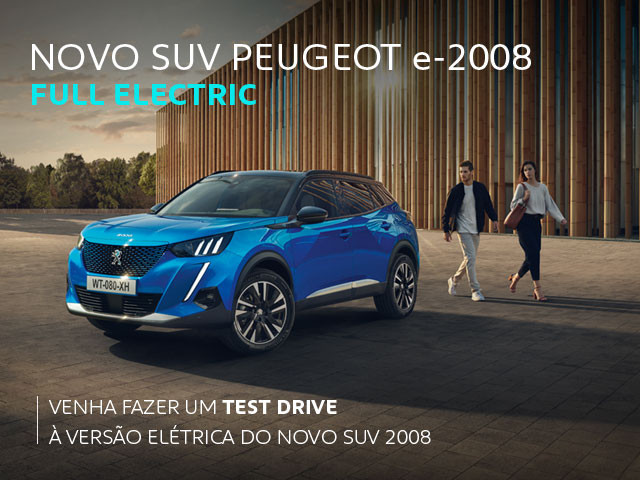 NOVO SUV PEUGEOT e-2008
FULL ELECTRIC
WT-080-XH
VENHA FAZER UM TEST DRIVE
À VERSÃO ELÉTRICA DO NOVO SUV 2008